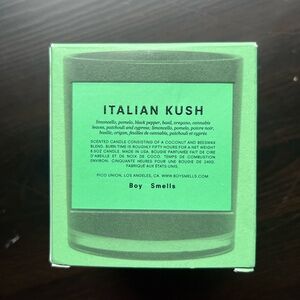 ITALIAN KUSH
limoncello, pomelo, black pepper, basil, oregano, cannabis
leaves, patchouli and cypress; limoncello, pomelo, poivre noir,
basilic, origan, feuilles de cannabis, patchouli et cyprès
SCENTED CANDLE CONSISTING OF A COCONUT AND BEESWAX
BLEND. BURN TIME IS ROUGHLY FIFTY HOURS FOR A NET WEIGHT
8.5OZ CANDLE. MADE IN USA. BOUGIE PARFUMÉE FAIT DE CIRE
D'ABEILLE ET DE NOIX DE COCO. TEMPS DE COMBUSTION
ENVIRON: CINQUANTE HEURES POUR UNE BOUGIE DE 240G.
FABRIQUÉ AUX ÉTATS-UNIS.
PICO UNION, LOS ANGELES, CA. WWW.BOYSMELLS.COM
Boy Smells